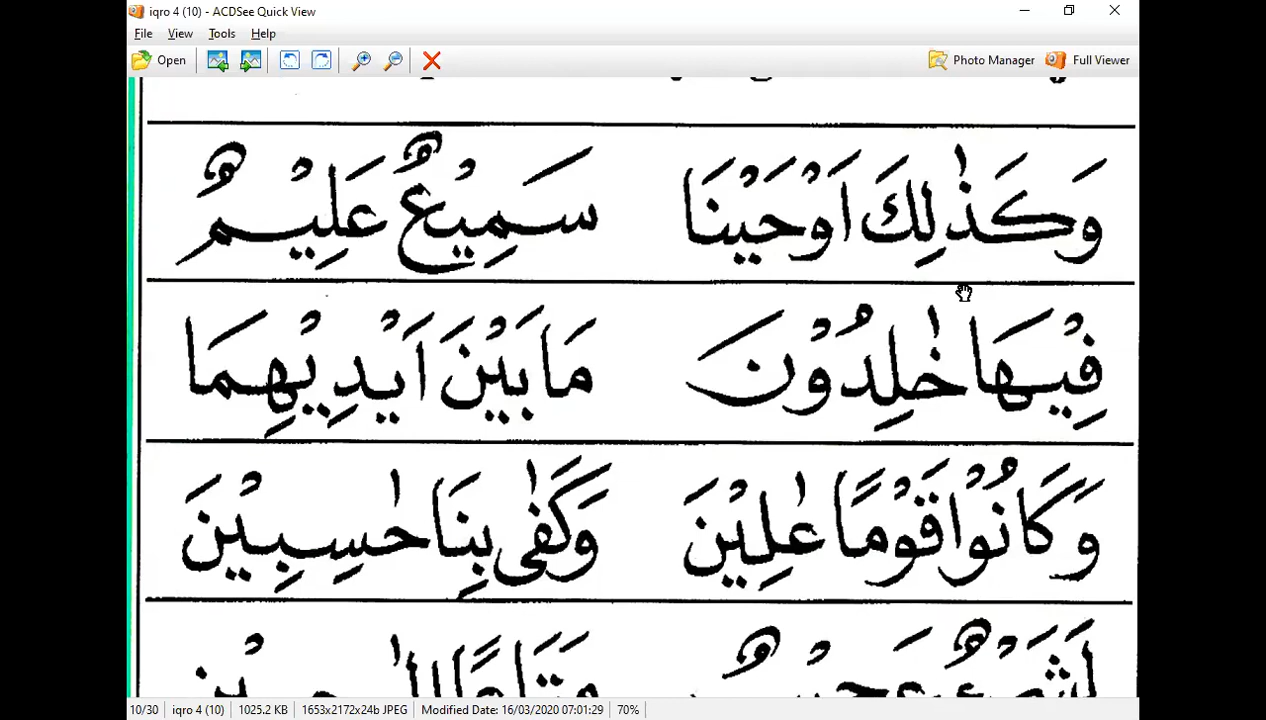 iqro 4 (10) - ACDSee Quick View
File View Tools Help
Open Photo Manager Full Viewer
وَكَذٰلِكَ اَوْحَيْنَا سَمِيْعٌ عَلِيْمٌ
فِيْهَا خٰلِدُوْنَ مَا بَيْنَ اَيْدِيْهِمَا
وَكَانُوْا قَوْمًا عٰلِيْنَ وَكَفٰى بِنَا حٰسِبِيْنَ
10/30 iqro 4 (10) 1025.2 KB 1653x2172x24b JPEG Modified Date: 16/03/2020 07:01:29 70%